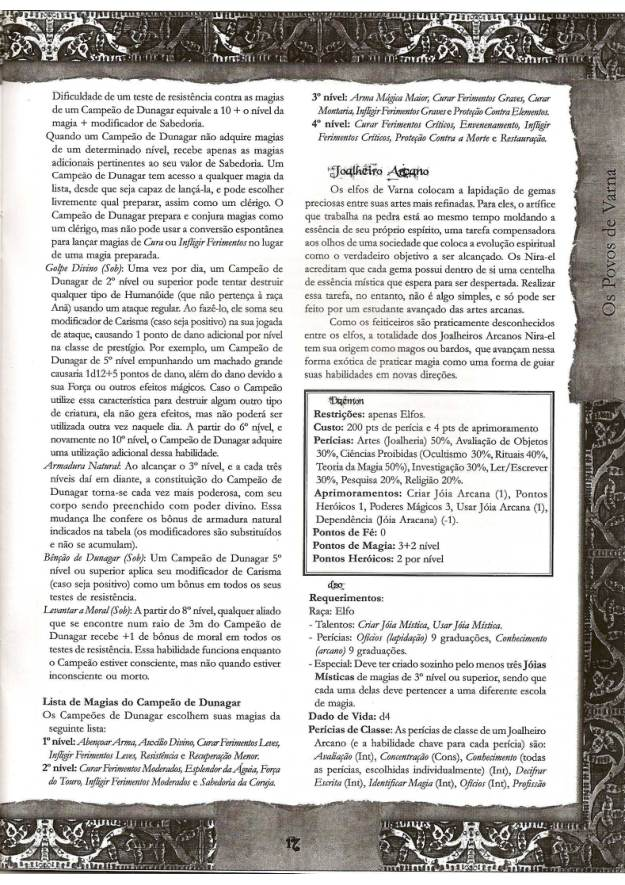 Dificuldade de um teste de resistência contra as magias
de um Campeão de Dunagar equivale a 10 + o nível da
magia + modificador de Sabedoria.
Quando um Campeão de Dunagar não adquire magias
de um determinado nível, recebe apenas as magias
adicionais pertinentes ao seu valor de Sabedoria. Um
Campeão de Dunagar tem acesso a qualquer magia da
lista, desde que seja capaz de lançá-la, e pode escolher
livremente qual preparar, assim como um clérigo. O
Campeão de Dunagar prepara e conjura magias como
um clérigo, mas não pode usar a conversão espontânea
para lançar magias de Cura ou Infligir Ferimentos no lugar
de uma magia preparada.
Golpe Divino (Sob): Uma vez por dia, um Campeão de
Dunagar de 2º nível ou superior pode tentar destruir
qualquer tipo de Humanóide (que não pertença à raça
Anã) usando um ataque regular. Ao fazê-lo, ele soma seu
modificador de Carisma (caso seja positivo) na sua jogada
de ataque, causando 1 ponto de dano adicional por nível
na classe de prestígio. Por exemplo, um Campeão de
Dunagar de 5º nível empunhando um machado grande
causaria 1d12+5 pontos de dano, além do dano devido a
sua Força ou outros efeitos mágicos. Caso o Campeão
utilize essa característica para destruir algum outro tipo
de criatura, ela não gera efeitos, mas não poderá ser
utilizada outra vez naquele dia. A partir do 6º nível, e
novamente no 10º nível, o Campeão de Dunagar adquire
uma utilização adicional dessa habilidade.
Armadura Natural: Ao alcançar o 3º nível, e a cada três
níveis daí em diante, a constituição do Campeão de
Dunagar torna-se cada vez mais poderosa, com seu
corpo sendo preenchido com poder divino. Essa
mudança lhe confere os bônus de armadura natural
indicados na tabela (os modificadores são substituídos
e não se acumulam).
Bênção de Dunagar (Sob): Um Campeão de Dunagar 5º
nível ou superior aplica seu modificador de Carisma
(caso seja positivo) como um bônus em todos os seus
testes de resistência.
Levantar a Moral (Sob): A partir do 8º nível, qualquer aliado
que se encontre num raio de 3m do Campeão de
Dunagar recebe +1 de bônus de moral em todos os
testes de resistência. Essa habilidade funciona enquanto
o Campeão estiver consciente, mas não quando estiver
inconsciente ou morto.
Lista de Magias do Campeão de Dunagar
Os Campeões de Dunagar escolhem suas magias da
seguinte lista:
1º nível: Abençoar Arma, Auxílio Divino, Curar Ferimentos Leves,
Infligir Ferimentos Leves, Resistência e Recuperação Menor.
2º nível: Curar Ferimentos Moderados, Esplendor da Águia, Força
do Touro, Infligir Ferimentos Moderados e Sabedoria da Coruja.
3º nível: Arma Mágica Maior, Curar Ferimentos Graves, Curar
Montaria, Infligir Ferimentos Graves e Proteção Contra Elementos.
4º nível: Curar Ferimentos Críticos, Envenenamento, Infligir
Ferimentos Críticos, Proteção Contra a Morte e Restauração.
Joalheiro Arcano
Os elfos de Varna colocam a lapidação de gemas
preciosas entre suas artes mais refinadas. Para eles, o artífice
que trabalha na pedra está ao mesmo tempo moldando a
essência de seu próprio espírito, uma tarefa compensadora
aos olhos de uma sociedade que coloca a evolução espiritual
como o verdadeiro objetivo a ser alcançado. Os Nira-el
acreditam que cada gema possui dentro de si uma centelha
de essência mística que espera para ser despertada. Realizar
essa tarefa, no entanto, não é algo simples, e só pode ser
feito por um estudante avançado das artes arcanas.
Como os feiticeiros são praticamente desconhecidos
entre os elfos, a totalidade dos Joalheiros Arcanos Nira-el
tem sua origem como magos ou bardos, que avançam nessa
forma exótica de praticar magia como uma forma de guiar
suas habilidades em novas direções.
Daemon
Restrições: apenas Elfos.
Custo: 200 pts de perícia e 4 pts de aprimoramento
Perícias: Artes (Joalheria) 50%, Avaliação de Objetos
30%, Ciências Proibidas (Ocultismo 30%, Rituais 40%,
Teoria da Magia 50%), Investigação 30%, Ler/Escrever
30%, Pesquisa 20%, Religião 20%.
Aprimoramentos: Criar Jóia Arcana (1), Pontos
Heróicos 1, Poderes Mágicos 3, Usar Jóia Arcana (1),
Dependência (Jóia Aracana) (-1).
Pontos de Fé: 0
Pontos de Magia: 3+2 nível
Pontos Heróicos: 2 por nível
d20
Requerimentos:
Raça: Elfo
- Talentos: Criar Jóia Mística, Usar Jóia Mística.
- Perícias: Ofícios (lapidação) 9 graduações, Conhecimento
(arcano) 9 graduações.
- Especial: Deve ter criado sozinho pelo menos três Jóias
Místicas de magias de 3º nível ou superior, sendo que
cada uma delas deve pertencer a uma diferente escola
de magia.
Dado de Vida: d4
Perícias de Classe: As perícias de classe de um Joalheiro
Arcano (e a habilidade chave para cada perícia) são:
Avaliação (Int), Concentração (Cons), Conhecimento (todas
as perícias, escolhidas individualmente) (Int), Decifrar
Escrita (Int), Identificar Magia (Int), Ofícios (Int), Profissão
Os Povos de Varna
17